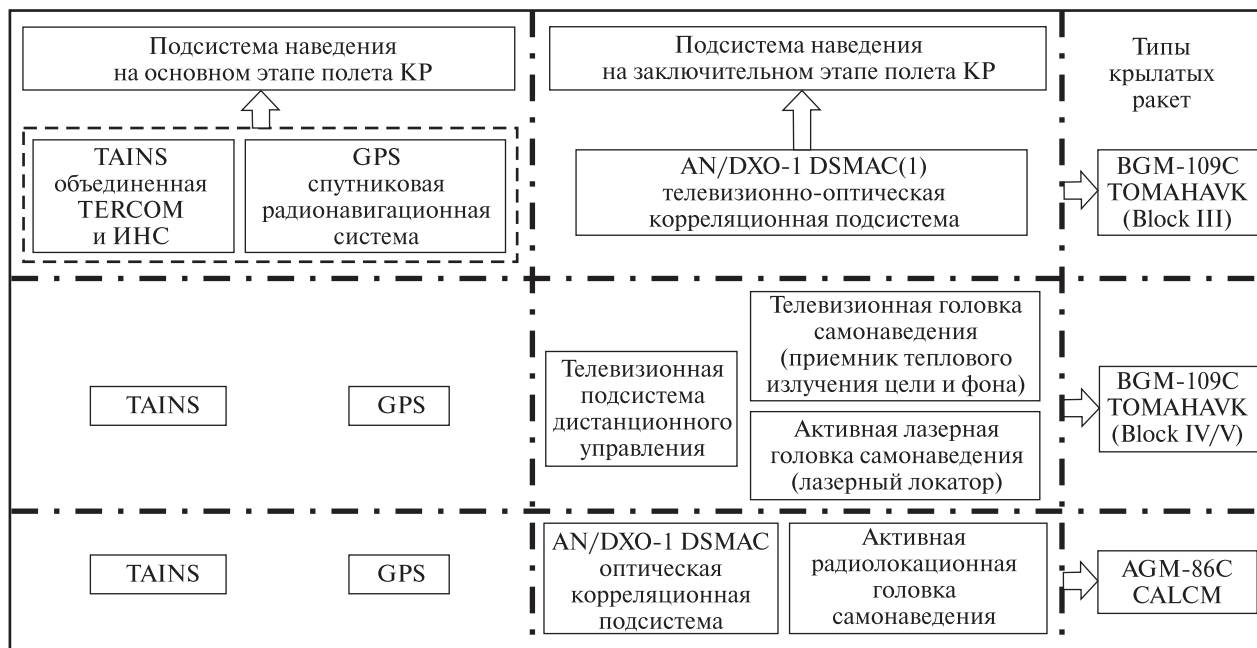 Подсистема наведения
на основном этапе полета КР
Подсистема наведения
на заключительном этапе полета КР
Типы
крылатых
ракет
TAINS
объединенная
TERCOM
и ИНС
GPS
спутниковая
радионавигационная
система
AN/DXO-1 DSMAC(1)
телевизионно-оптическая
корреляционная подсистема
BGM-109C
TOMAHAVK
(Block III)
TAINS
GPS
Телевизионная
подсистема
дистанционного
управления
Телевизионная головка
самонаведения
(приемник теплового
излучения цели и фона)
Активная лазерная
головка самонаведения
(лазерный локатор)
BGM-109C
TOMAHAVK
(Block IV/V)
TAINS
GPS
AN/DXO-1 DSMAC
оптическая
корреляционная
подсистема
Активная
радиолокационная
головка
самонаведения
AGM-86C
CALCM